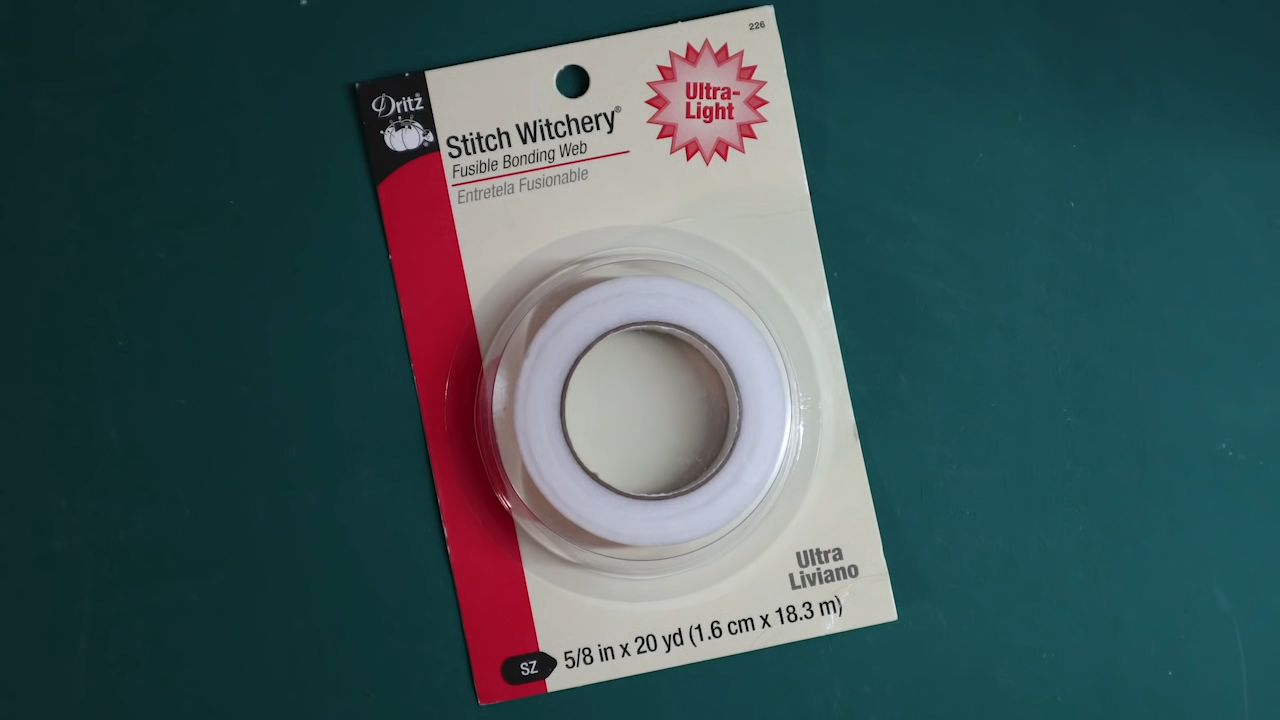 226
Dritz
Ultra-
Light
Stitch Witchery®
Fusible Bonding Web
Entretela Fusionable
Ultra
Liviano
SZ 5/8 in x 20 yd (1.6 cm x 18.3 m)